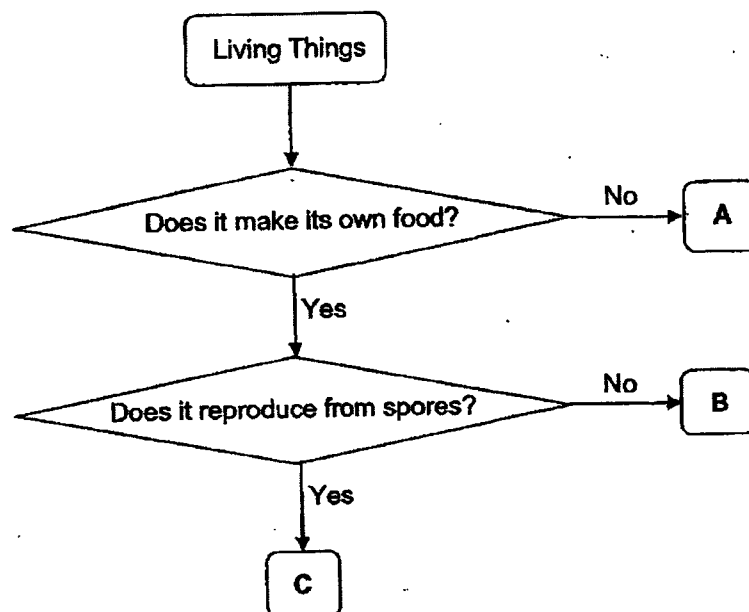 Living Things
Does it make its own food?
No
A
Yes
Does it reproduce from spores?
No
B
Yes
C